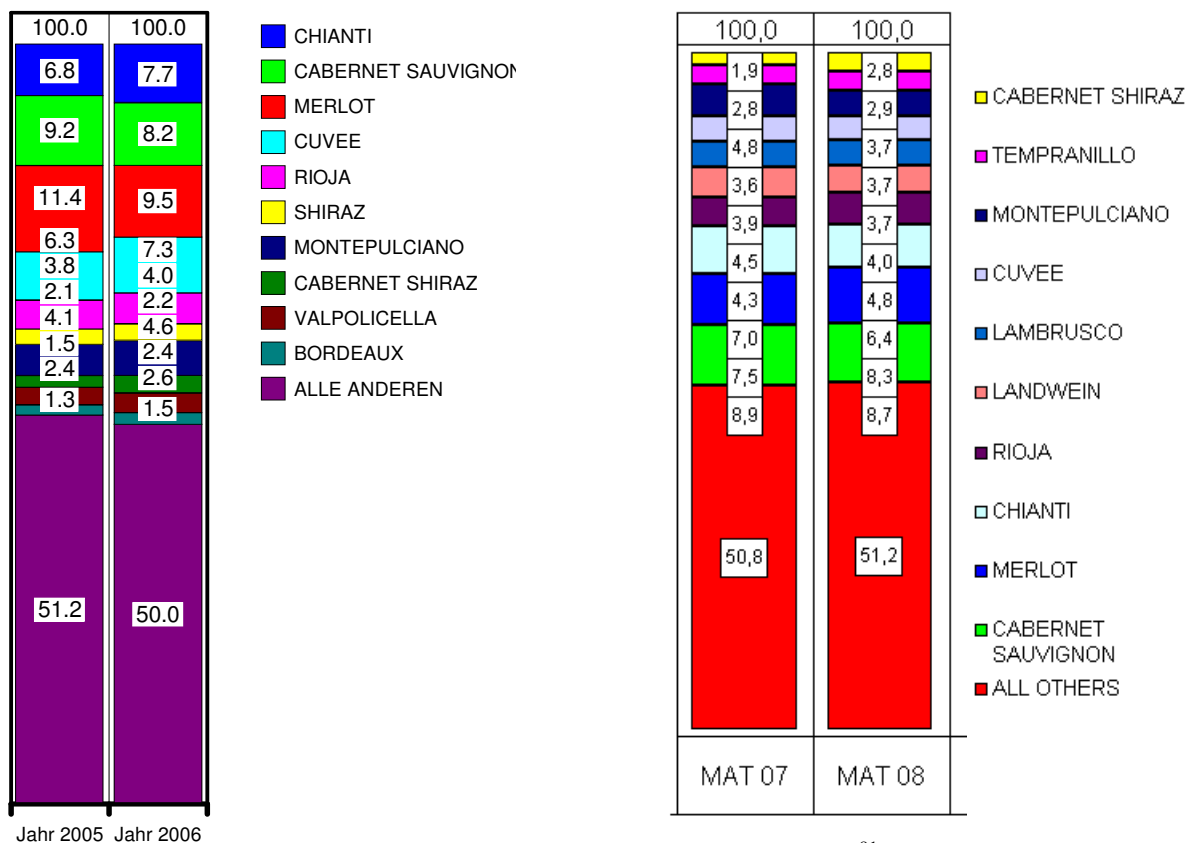 100.0 100.0
6.8 7.7
9.2 8.2
11.4 9.5
6.3 7.3
3.8 4.0
2.1 2.2
4.1 4.6
1.5 2.4
2.4 2.6
1.3 1.5
51.2 50.0
Jahr 2005 Jahr 2006
CHIANTI
CABERNET SAUVIGNON
MERLOT
CUVEE
RIOJA
SHIRAZ
MONTEPULCIANO
CABERNET SHIRAZ
VALPOLICELLA
BORDEAUX
ALLE ANDEREN
100,0 100,0
1,9 2,8
2,8 2,9
4,8 3,7
3,6 3,7
3,9 3,7
4,5 4,0
4,3 4,8
7,0 6,4
7,5 8,3
8,9 8,7
50,8 51,2
MAT 07 MAT 08
CABERNET SHIRAZ
TEMPRANILLO
MONTEPULCIANO
CUVEE
LAMBRUSCO
LANDWEIN
RIOJA
CHIANTI
MERLOT
CABERNET
SAUVIGNON
ALL OTHERS